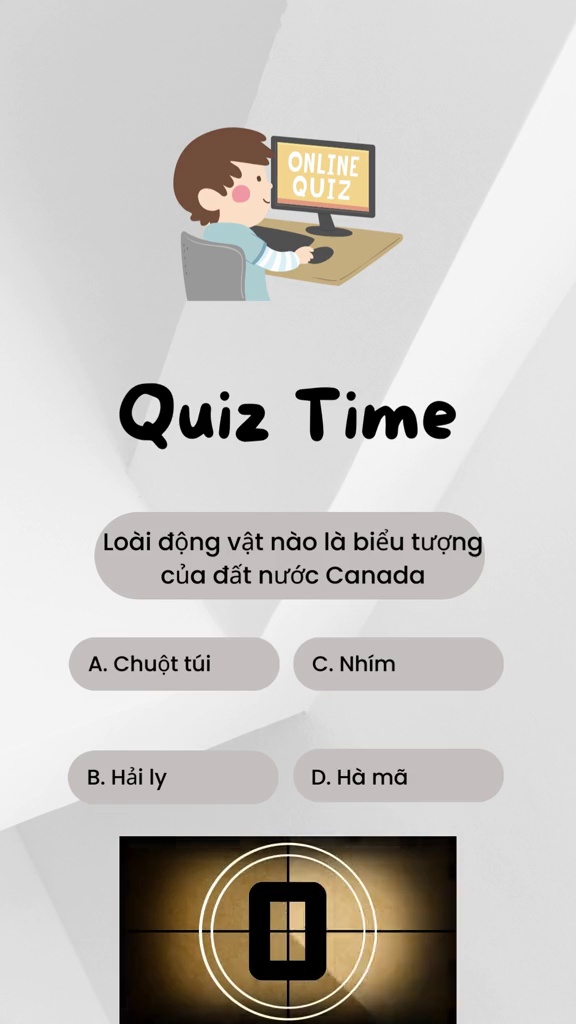 ONLINE
QUIZ
Quiz Time
Loài động vật nào là biểu tượng
của đất nước Canada
A. Chuột túi
C. Nhím
B. Hải ly
D. Hà mã
0